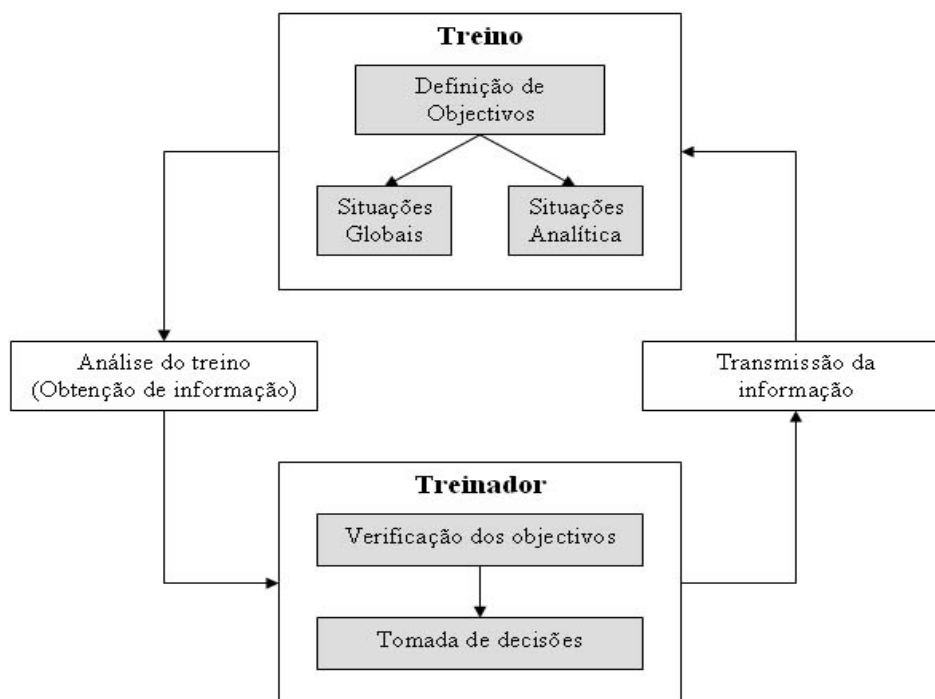 Treino
Definição de
Objectivos
Situações
Globais
Situações
Analítica
Análise do treino
(Obtenção de informação)
Transmissão da
informação
Treinador
Verificação dos objectivos
Tomada de decisões